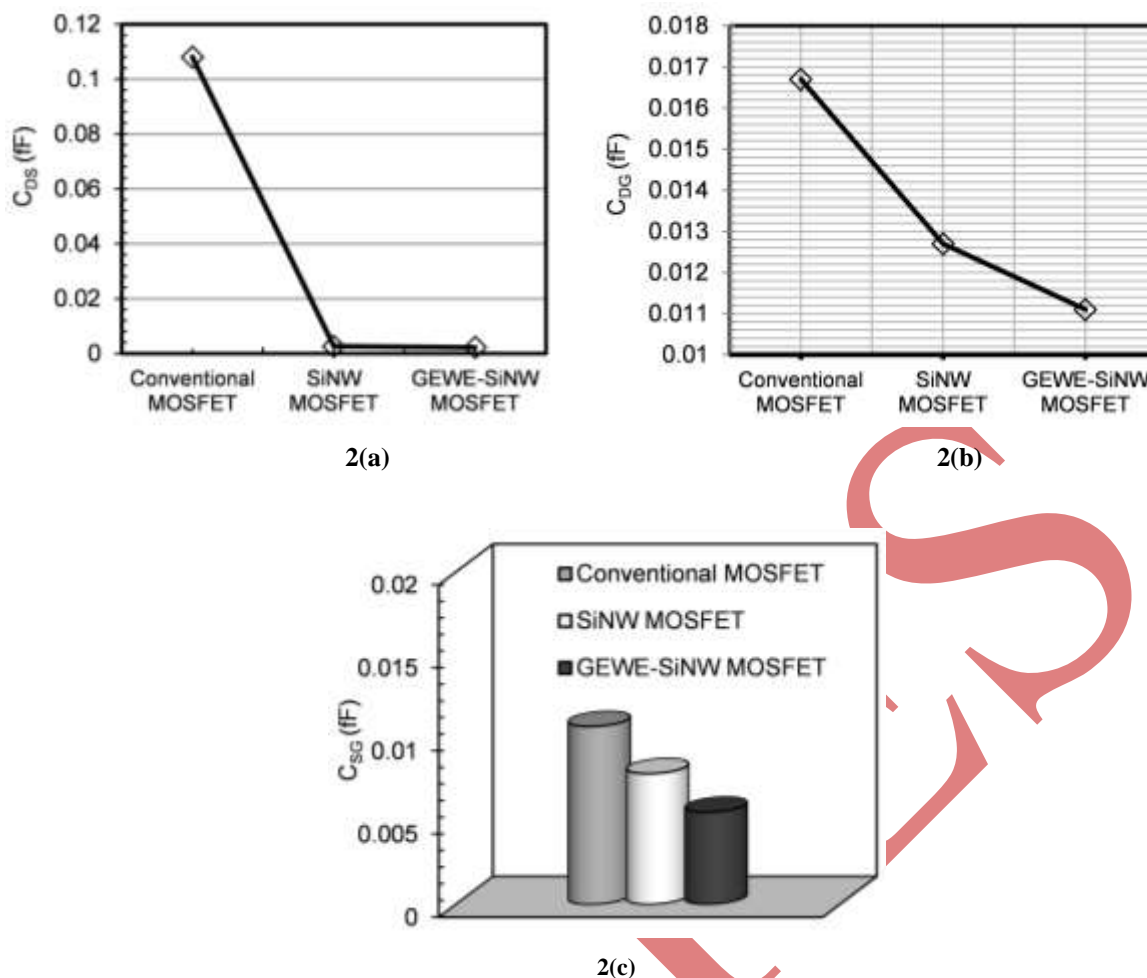 0.12
0.1
0.08
0.06
0.04
0.02
0
C_DS (fF)
Conventional MOSFET
SiNW MOSFET
GEWE-SiNW MOSFET
2(a)
0.018
0.017
0.016
0.015
0.014
0.013
0.012
0.011
0.01
C_DG (fF)
Conventional MOSFET
SiNW MOSFET
GEWE-SiNW MOSFET
2(b)
0.02
0.015
0.01
0.005
0
C_SG (fF)
Conventional MOSFET
SiNW MOSFET
GEWE-SiNW MOSFET
2(c)